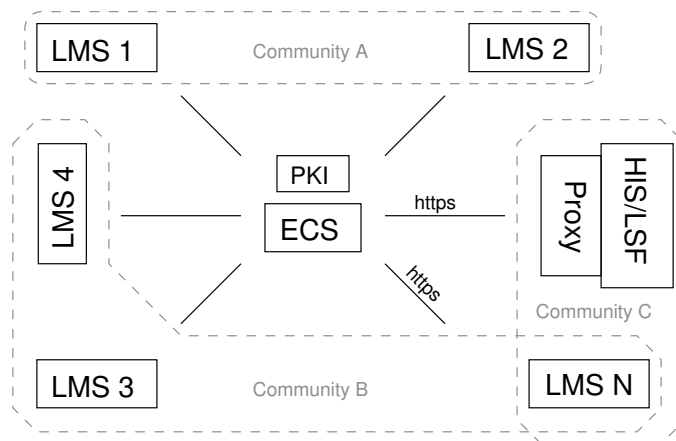 LMS 1
Community A
LMS 2
PKI
ECS
LMS 4
https
Proxy
HIS/LSF
https
Community C
LMS 3
Community B
LMS N